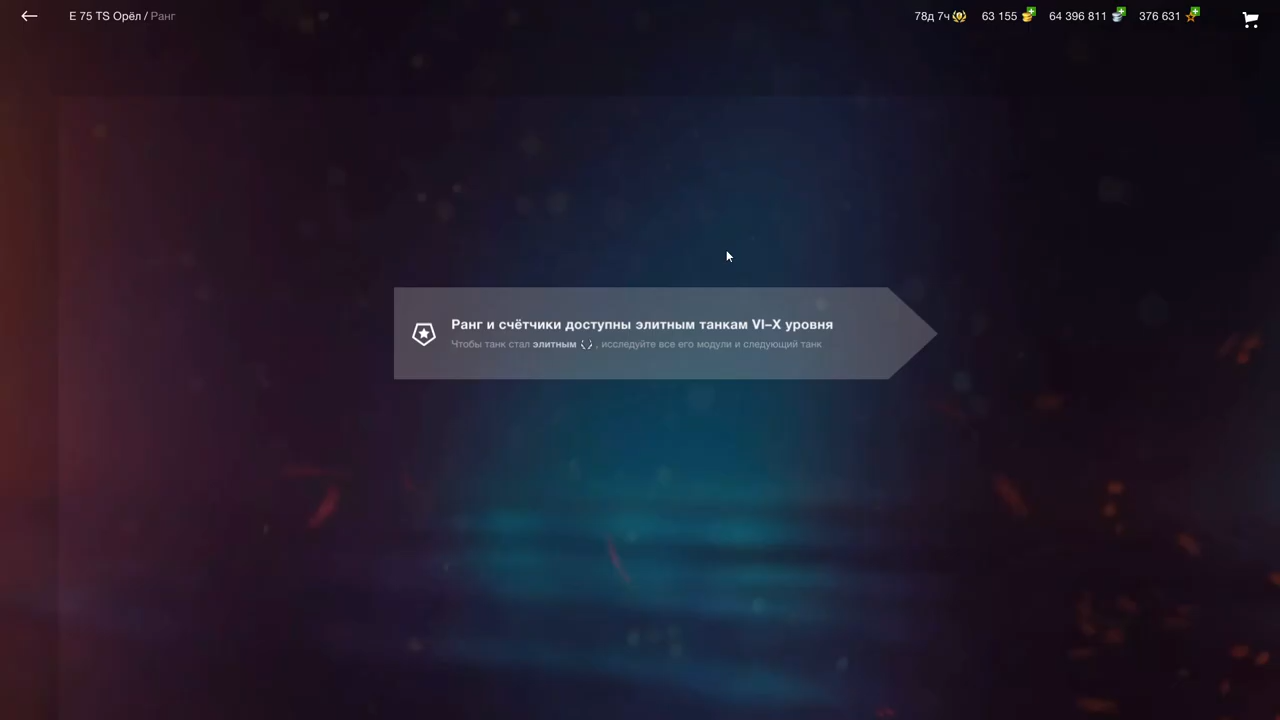 E 75 TS Орёл / Ранг
78д 7ч
63 155
64 396 811
376 631
Ранг и счётчики доступны элитным танкам VI–X уровня
Чтобы танк стал элитным , исследуйте все его модули и следующий танк